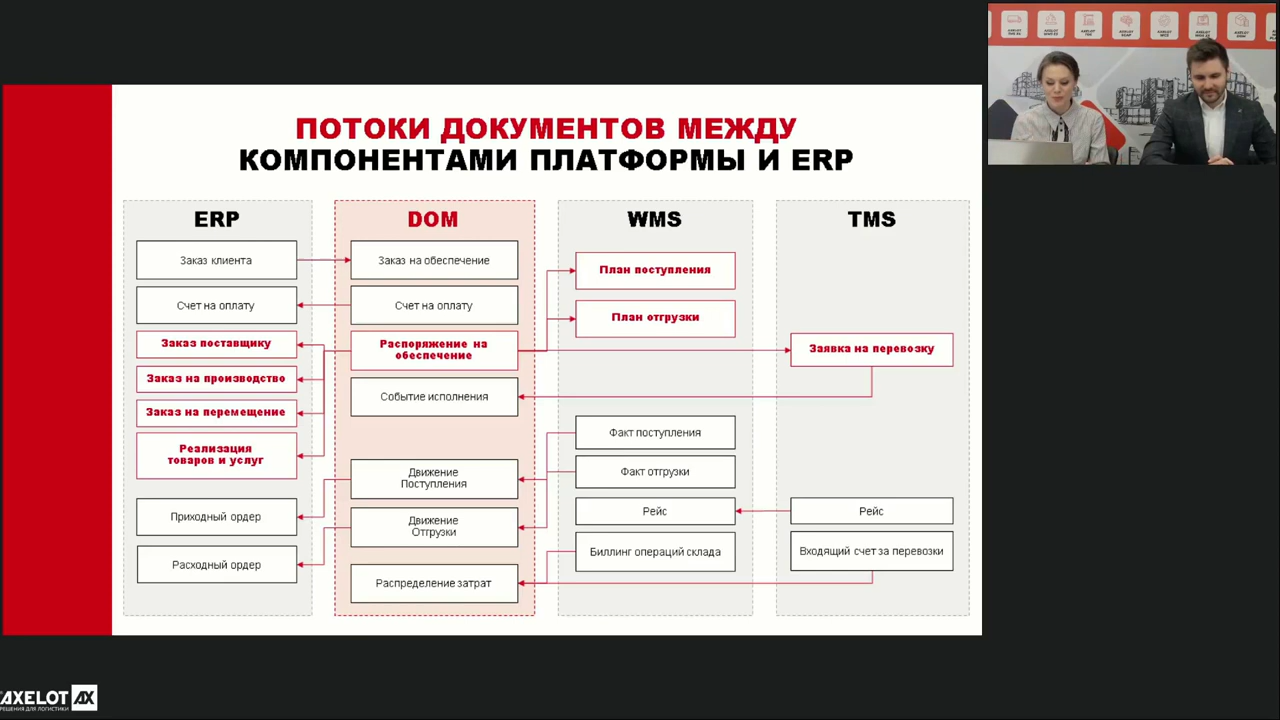 ПОТОКИ ДОКУМЕНТОВ МЕЖДУ
КОМПОНЕНТАМИ ПЛАТФОРМЫ И ERP
ERP
Заказ клиента
Счет на оплату
Заказ поставщику
Заказ на производство
Заказ на перемещение
Реализация
товаров и услуг
Приходный ордер
Расходный ордер
DOM
Заказ на обеспечение
Счет на оплату
Распоряжение на
обеспечение
Событие исполнения
Движение
Поступления
Движение
Отгрузки
Распределение затрат
WMS
План поступления
План отгрузки
Факт поступления
Факт отгрузки
Рейс
Биллинг операций склада
TMS
Заявка на перевозку
Рейс
Входящий счет за перевозки
AXELOT AX
РЕШЕНИЯ ДЛЯ ЛОГИСТИКИ